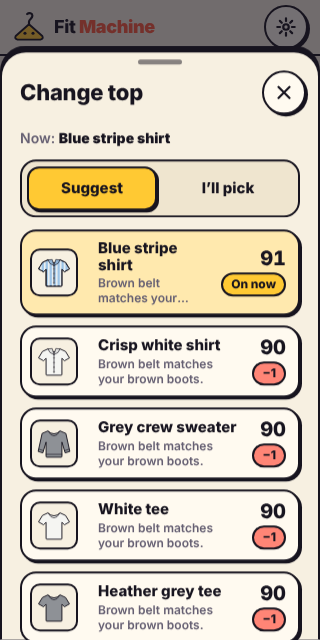 Fit Machine
Change top
Now: Blue stripe shirt
Suggest
I'll pick
Blue stripe
shirt
Brown belt
matches your…
91
On now
Crisp white shirt
Brown belt matches
your brown boots.
90
−1
Grey crew sweater
Brown belt matches
your brown boots.
90
−1
White tee
Brown belt matches
your brown boots.
90
−1
Heather grey tee
Brown belt matches
your brown boots.
90
−1